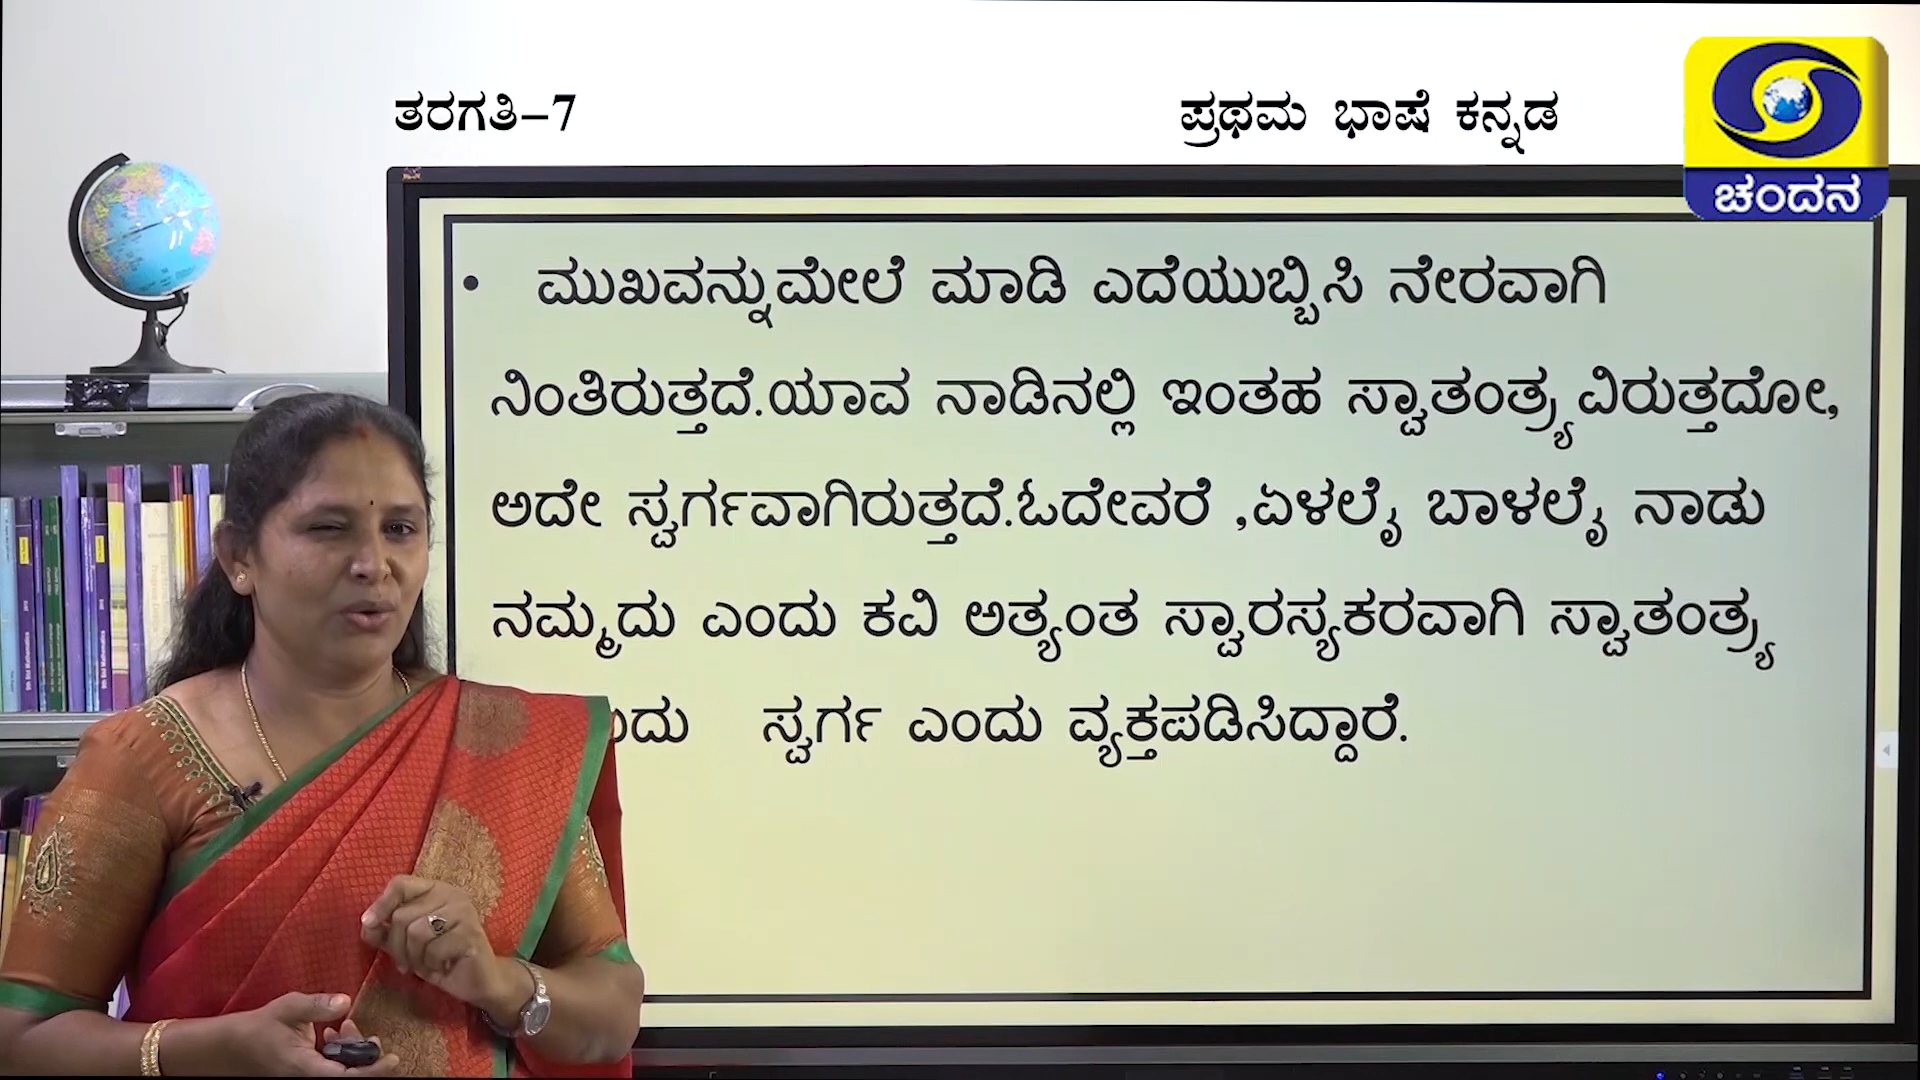 ತರಗತಿ–7
ಪ್ರಥಮ ಭಾಷೆ ಕನ್ನಡ
ಚಂದನ
• ಮುಖವನ್ನುಮೇಲೆ ಮಾಡಿ ಎದೆಯುಬ್ಬಿಸಿ ನೇರವಾಗಿ
ನಿಂತಿರುತ್ತದೆ.ಯಾವ ನಾಡಿನಲ್ಲಿ ಇಂತಹ ಸ್ವಾತಂತ್ರ್ಯವಿರುತ್ತದೋ,
ಅದೇ ಸ್ವರ್ಗವಾಗಿರುತ್ತದೆ.ಓದೇವರೆ ,ಏಳಲೈ ಬಾಳಲೈ ನಾಡು
ನಮ್ಮದು ಎಂದು ಕವಿ ಅತ್ಯಂತ ಸ್ವಾರಸ್ಯಕರವಾಗಿ ಸ್ವಾತಂತ್ರ್ಯ
ಸ್ವರ್ಗ ಎಂದು ವ್ಯಕ್ತಪಡಿಸಿದ್ದಾರೆ.